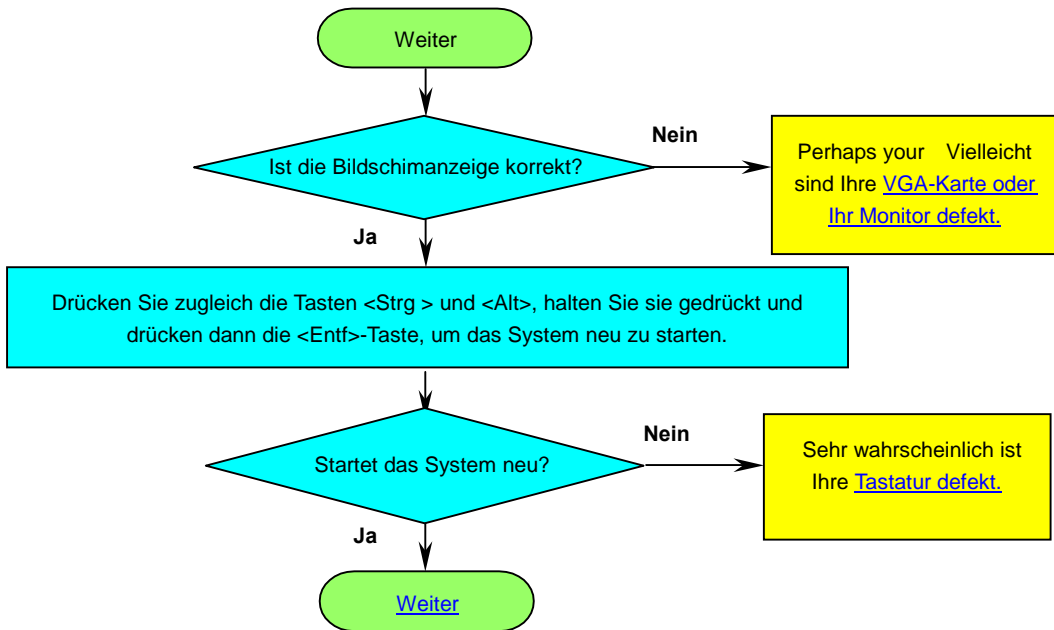 Weiter
Ist die Bildschimanzeige korrekt?
Nein
Perhaps your Vielleicht
sind Ihre VGA-Karte oder
Ihr Monitor defekt.
Ja
Drücken Sie zugleich die Tasten <Strg > und <Alt>, halten Sie sie gedrückt und
drücken dann die <Entf>-Taste, um das System neu zu starten.
Startet das System neu?
Nein
Sehr wahrscheinlich ist
Ihre Tastatur defekt.
Ja
Weiter